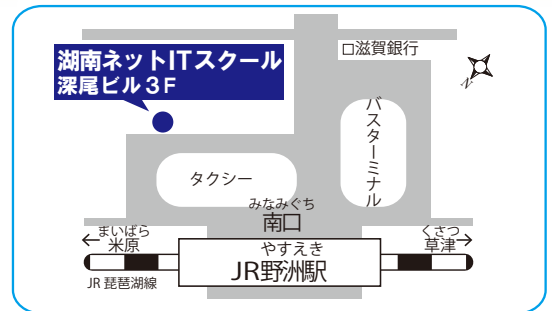 湖南ネットITスクール
深尾ビル3F
□滋賀銀行
N
バスターミナル
タクシー
みなみぐち
南口
まいばら
←米原
くさつ
草津→
やすえき
JR野洲駅
JR琵琶湖線